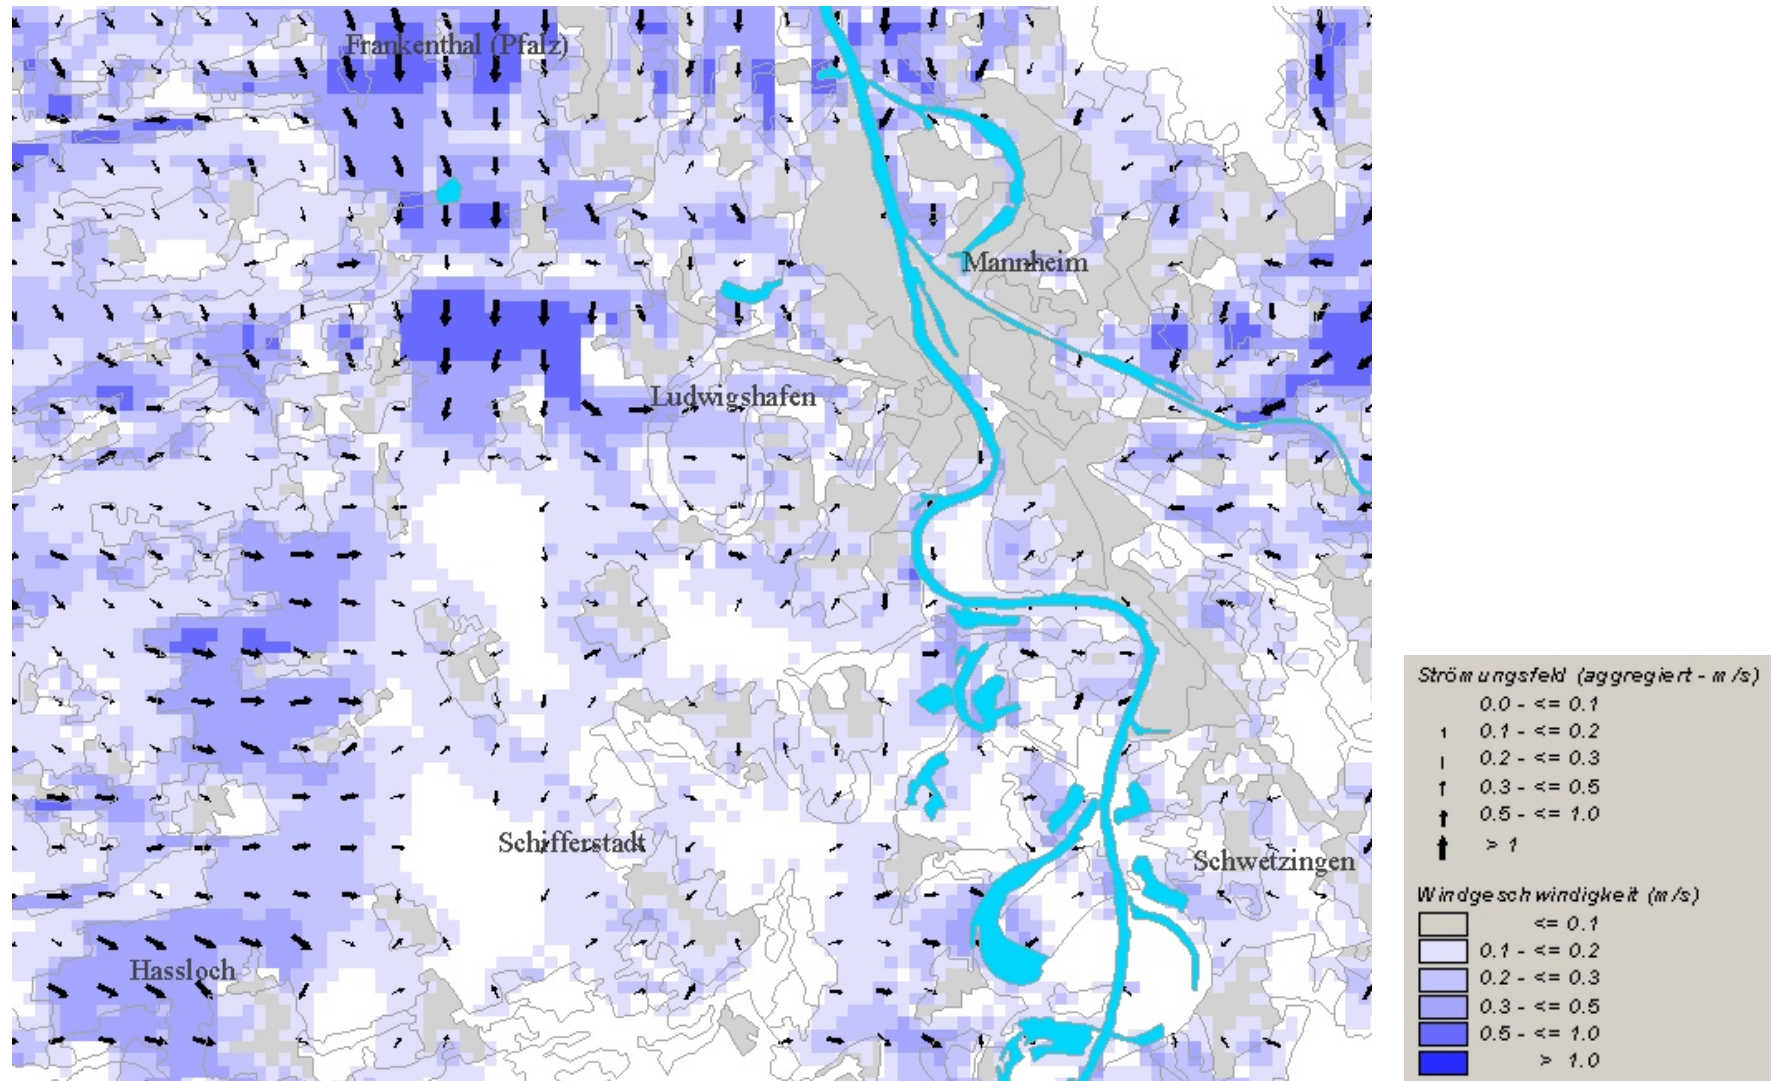 Frankenthal (Pfalz)
Mannheim
Ludwigshafen
Schifferstadt
Schwetzingen
Hassloch
Strömungsfeld (aggregiert - m/s)
0.0 - <= 0.1
0.1 - <= 0.2
0.2 - <= 0.3
0.3 - <= 0.5
0.5 - <= 1.0
> 1
Windgeschwindigkeit (m/s)
<= 0.1
0.1 - <= 0.2
0.2 - <= 0.3
0.3 - <= 0.5
0.5 - <= 1.0
> 1.0